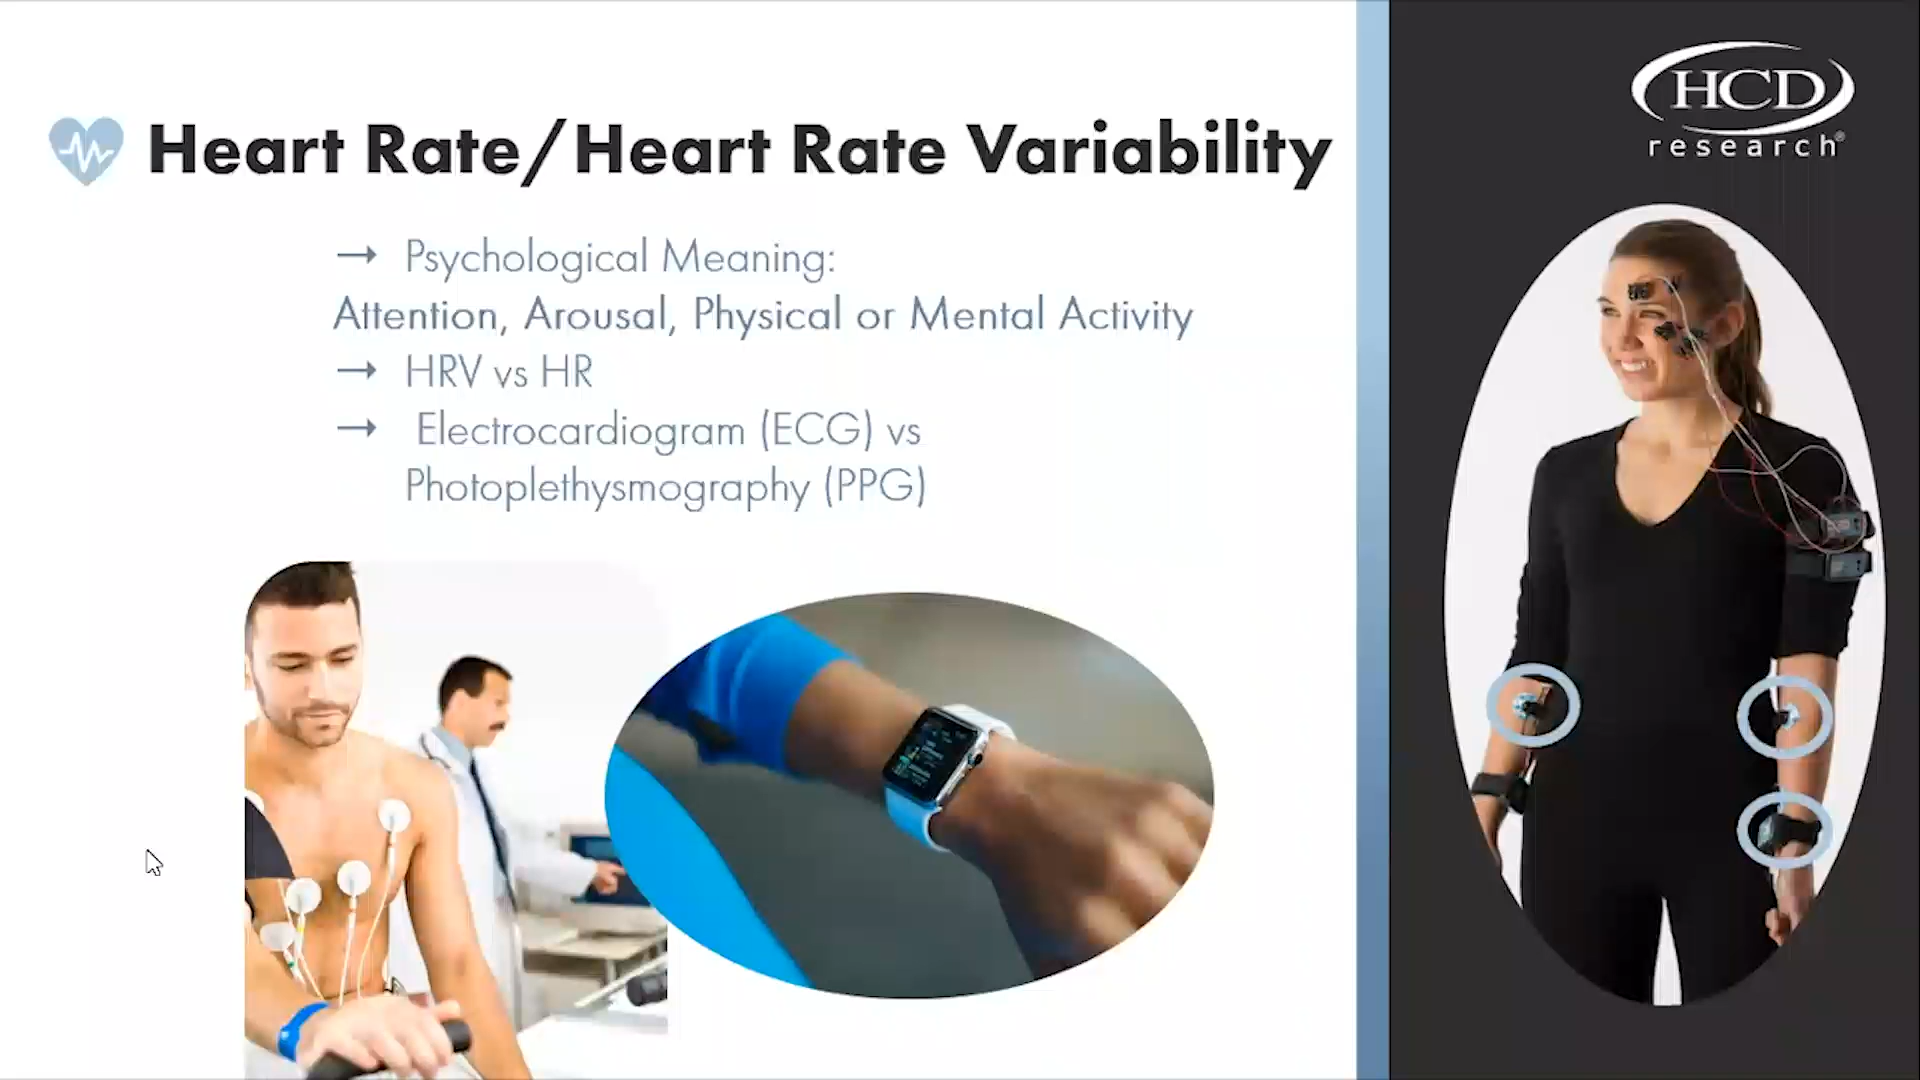 Heart Rate/Heart Rate Variability
→ Psychological Meaning:
Attention, Arousal, Physical or Mental Activity
→ HRV vs HR
→ Electrocardiogram (ECG) vs
Photoplethysmography (PPG)
HCD
research®